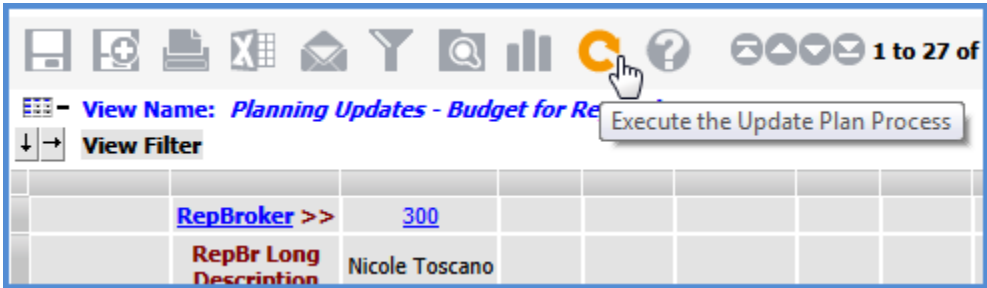 1 to 27 of
View Name: Planning Updates - Budget for Re
Execute the Update Plan Process
View Filter
RepBroker >> 300
RepBr Long
Description Nicole Toscano